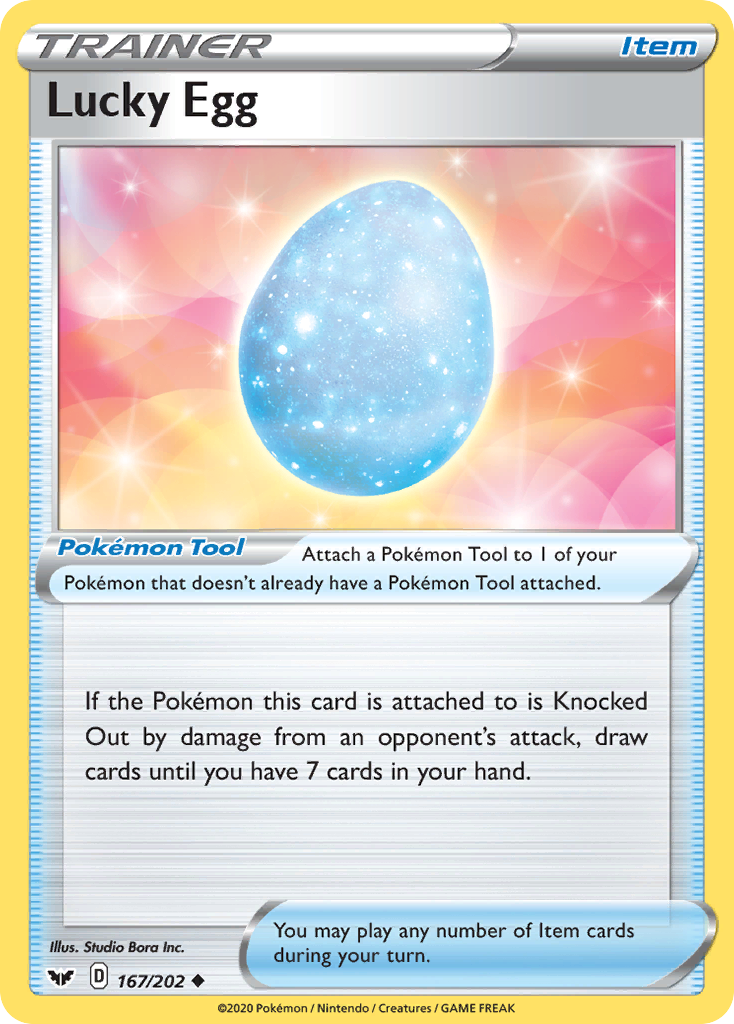 TRAINER
Item
Lucky Egg
Pokémon Tool
Attach a Pokémon Tool to 1 of your
Pokémon that doesn't already have a Pokémon Tool attached.
If the Pokémon this card is attached to is Knocked
Out by damage from an opponent's attack, draw
cards until you have 7 cards in your hand.
You may play any number of Item cards
during your turn.
Illus. Studio Bora Inc.
D 167/202
©2020 Pokémon / Nintendo / Creatures / GAME FREAK